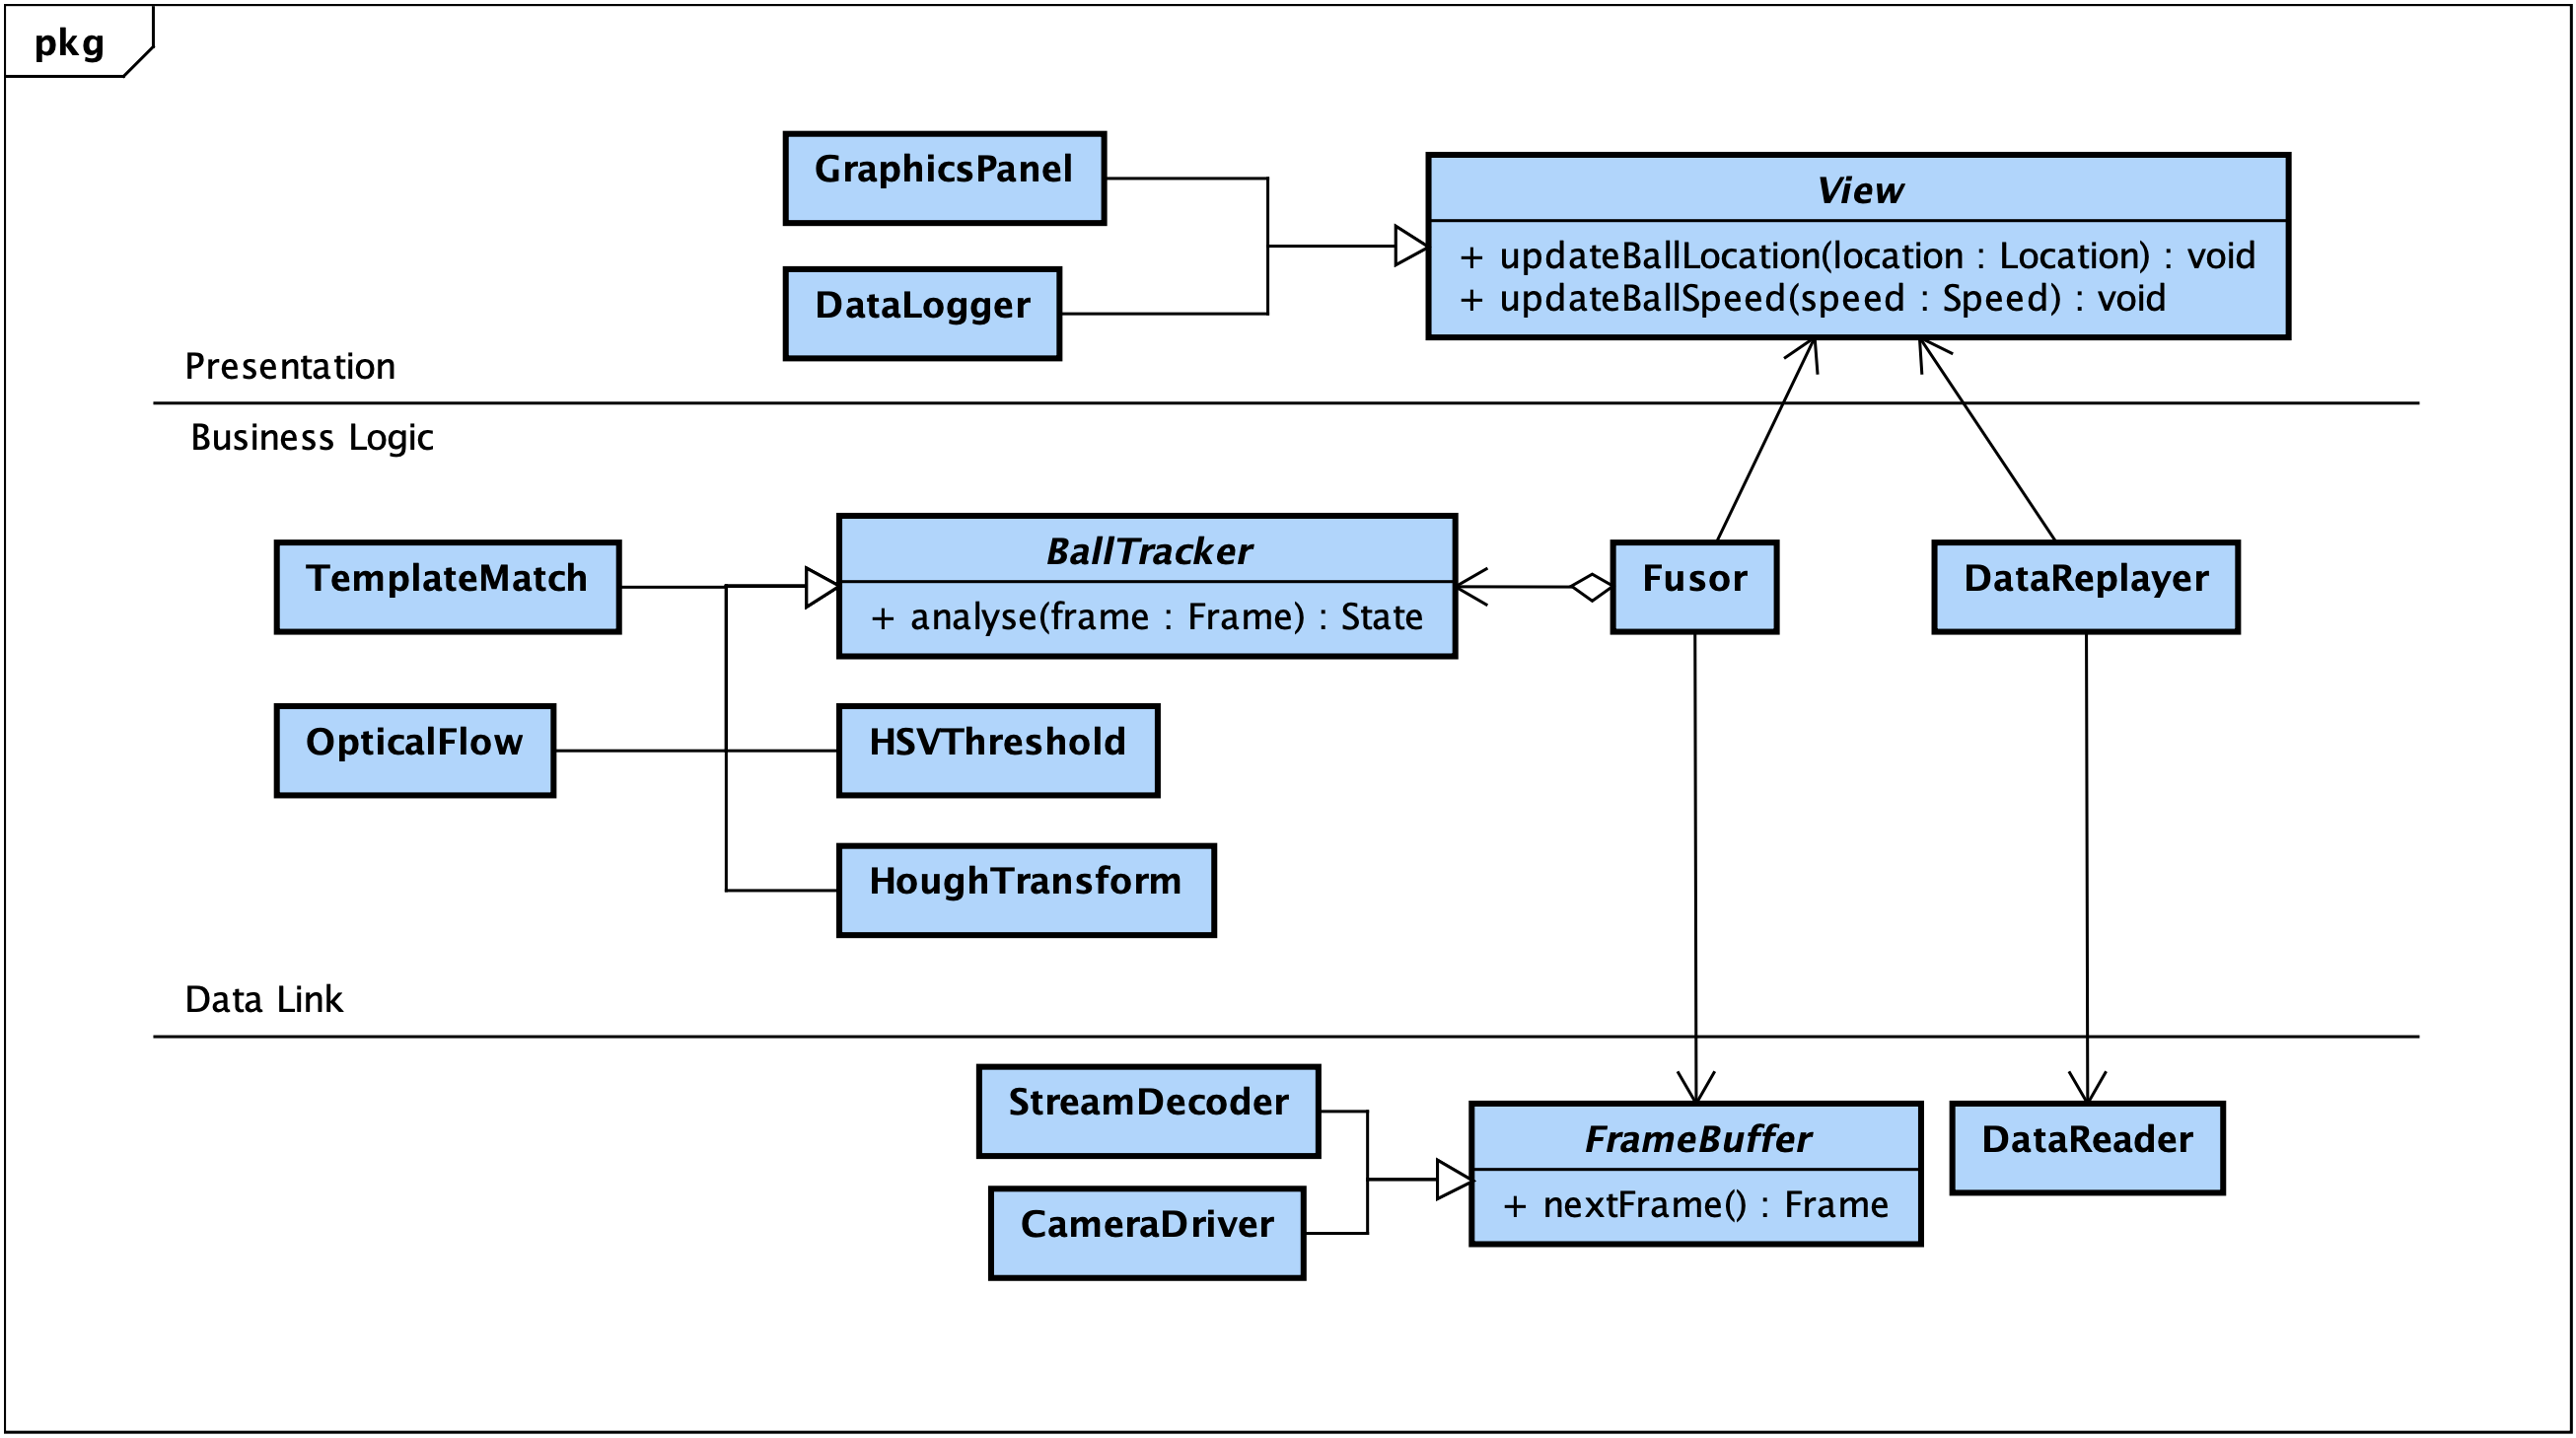 pkg
GraphicsPanel
View
+ updateBallLocation(location : Location) : void
+ updateBallSpeed(speed : Speed) : void
DataLogger
Presentation
Business Logic
TemplateMatch
BallTracker
+ analyse(frame : Frame) : State
Fusor
DataReplayer
OpticalFlow
HSVThreshold
HoughTransform
Data Link
StreamDecoder
CameraDriver
FrameBuffer
+ nextFrame() : Frame
DataReader